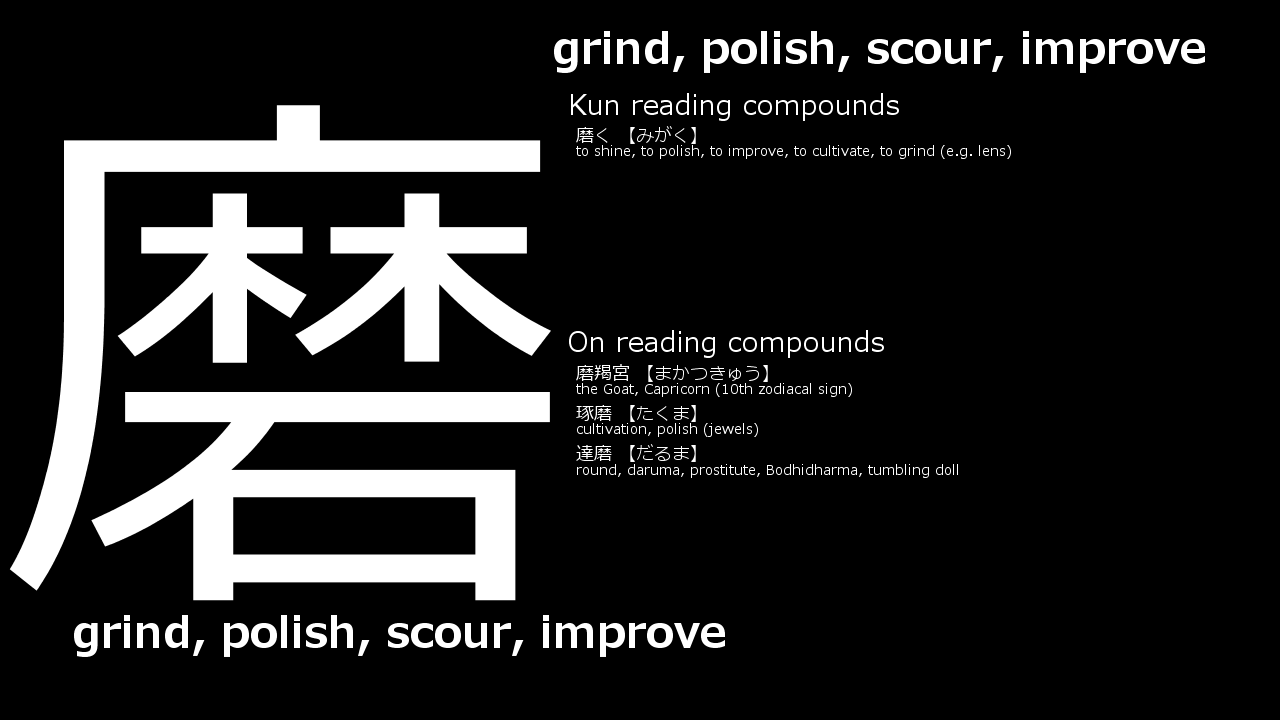 磨
grind, polish, scour, improve
Kun reading compounds
磨く 【みがく】
to shine, to polish, to improve, to cultivate, to grind (e.g. lens)
On reading compounds
磨羯宮 【まかつきゅう】
the Goat, Capricorn (10th zodiacal sign)
琢磨 【たくま】
cultivation, polish (jewels)
達磨 【だるま】
round, daruma, prostitute, Bodhidharma, tumbling doll
grind, polish, scour, improve